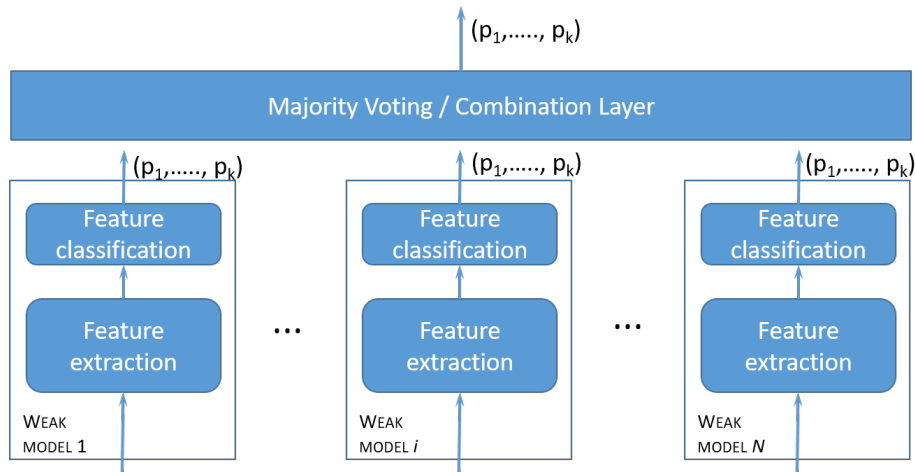 (p1,....., pk)
Majority Voting / Combination Layer
(p1,....., pk)
(p1,....., pk)
(p1,....., pk)
Feature
classification
Feature
classification
Feature
classification
Feature
extraction
...
Feature
extraction
...
Feature
extraction
WEAK
MODEL 1
WEAK
MODEL i
WEAK
MODEL N